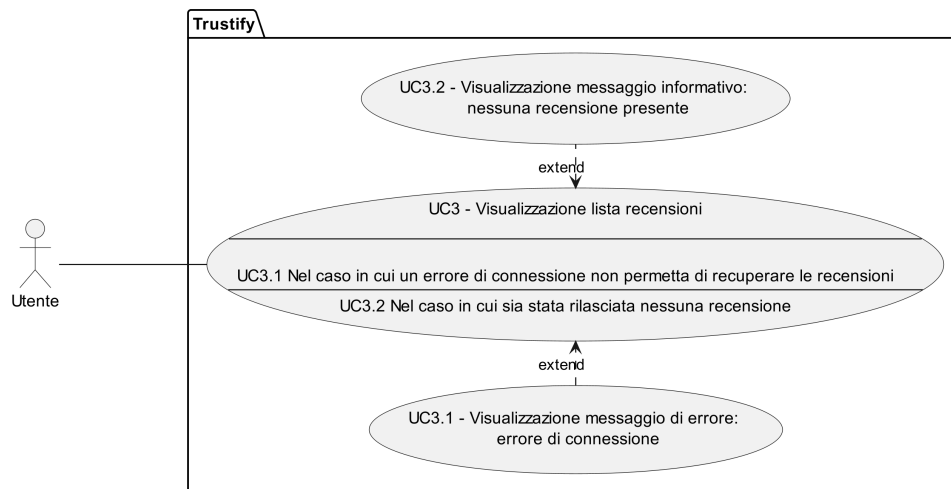 Trustify
UC3.2 - Visualizzazione messaggio informativo:
nessuna recensione presente
extend
UC3 - Visualizzazione lista recensioni
UC3.1 Nel caso in cui un errore di connessione non permetta di recuperare le recensioni
UC3.2 Nel caso in cui sia stata rilasciata nessuna recensione
Utente
extend
UC3.1 - Visualizzazione messaggio di errore:
errore di connessione